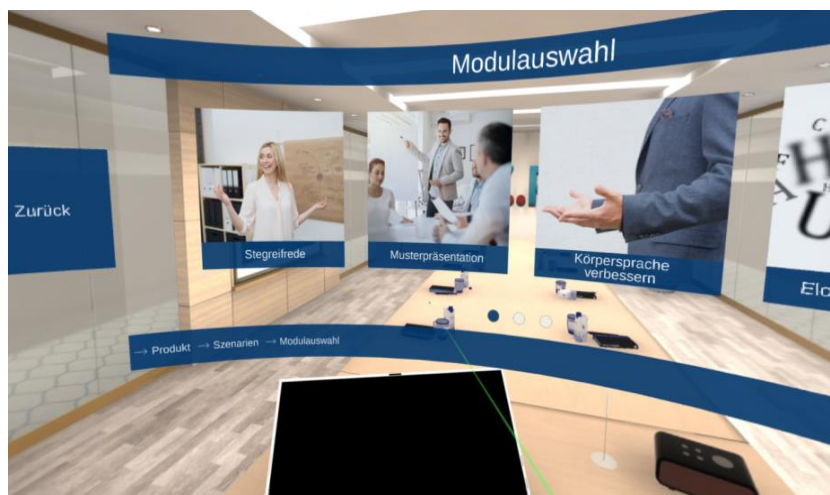 Modulauswahl
Zurück
Stegreifrede
Musterpräsentation
Körpersprache
verbessern
→ Produkt → Szenarien → Modulauswahl